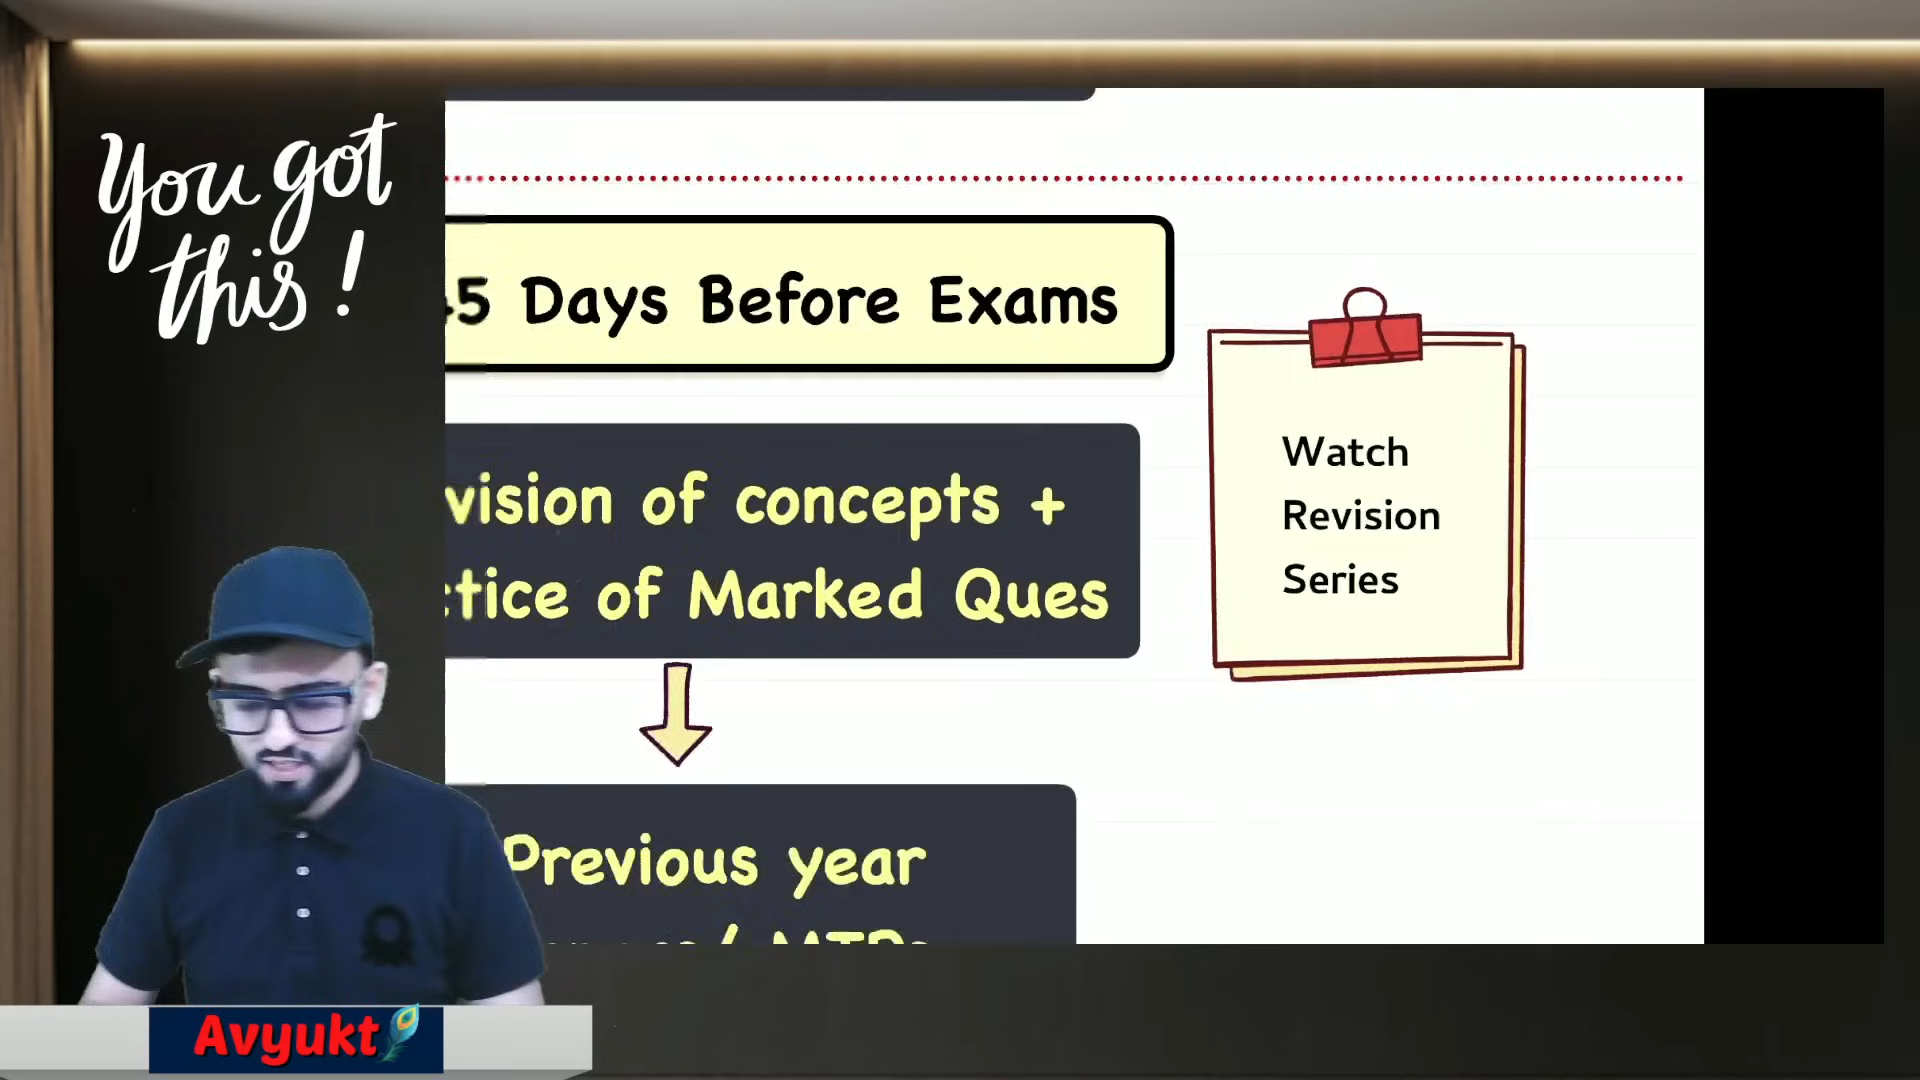 You got
this!
5 Days Before Exams
vision of concepts +
tice of Marked Ques
Watch
Revision
Series
Previous year
MTPs
Avyukt